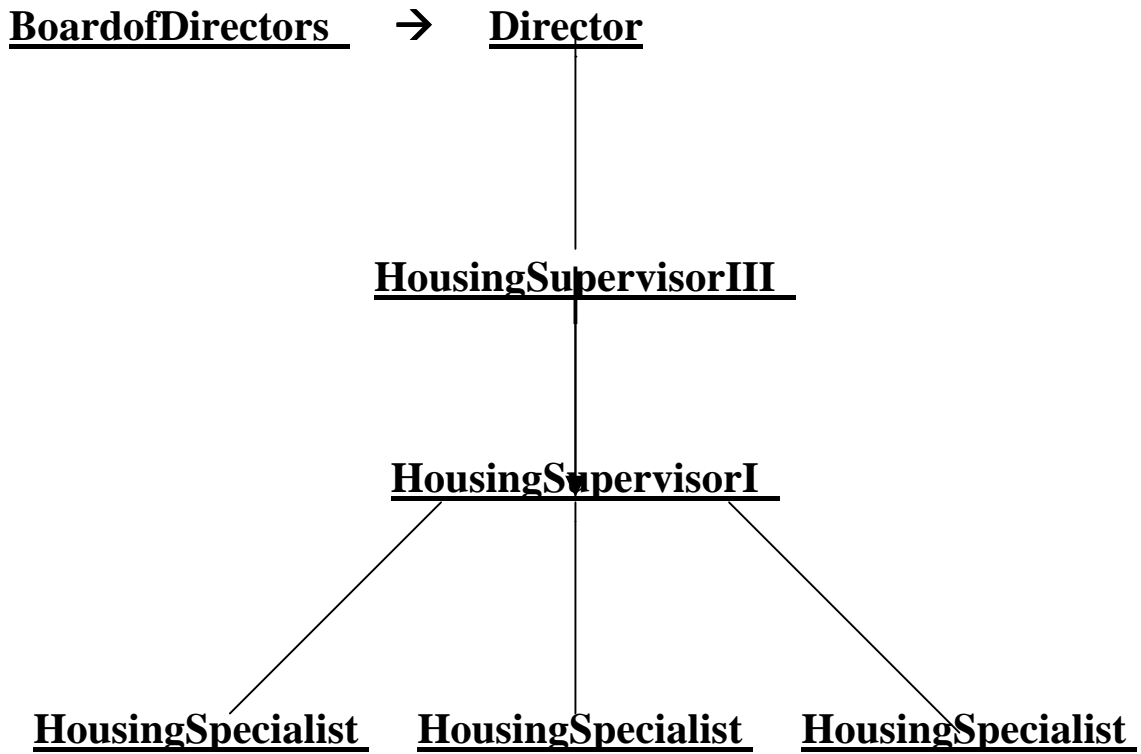 BoardofDirectors → Director
HousingSupervisorIII
HousingSupervisorI
HousingSpecialist HousingSpecialist HousingSpecialist